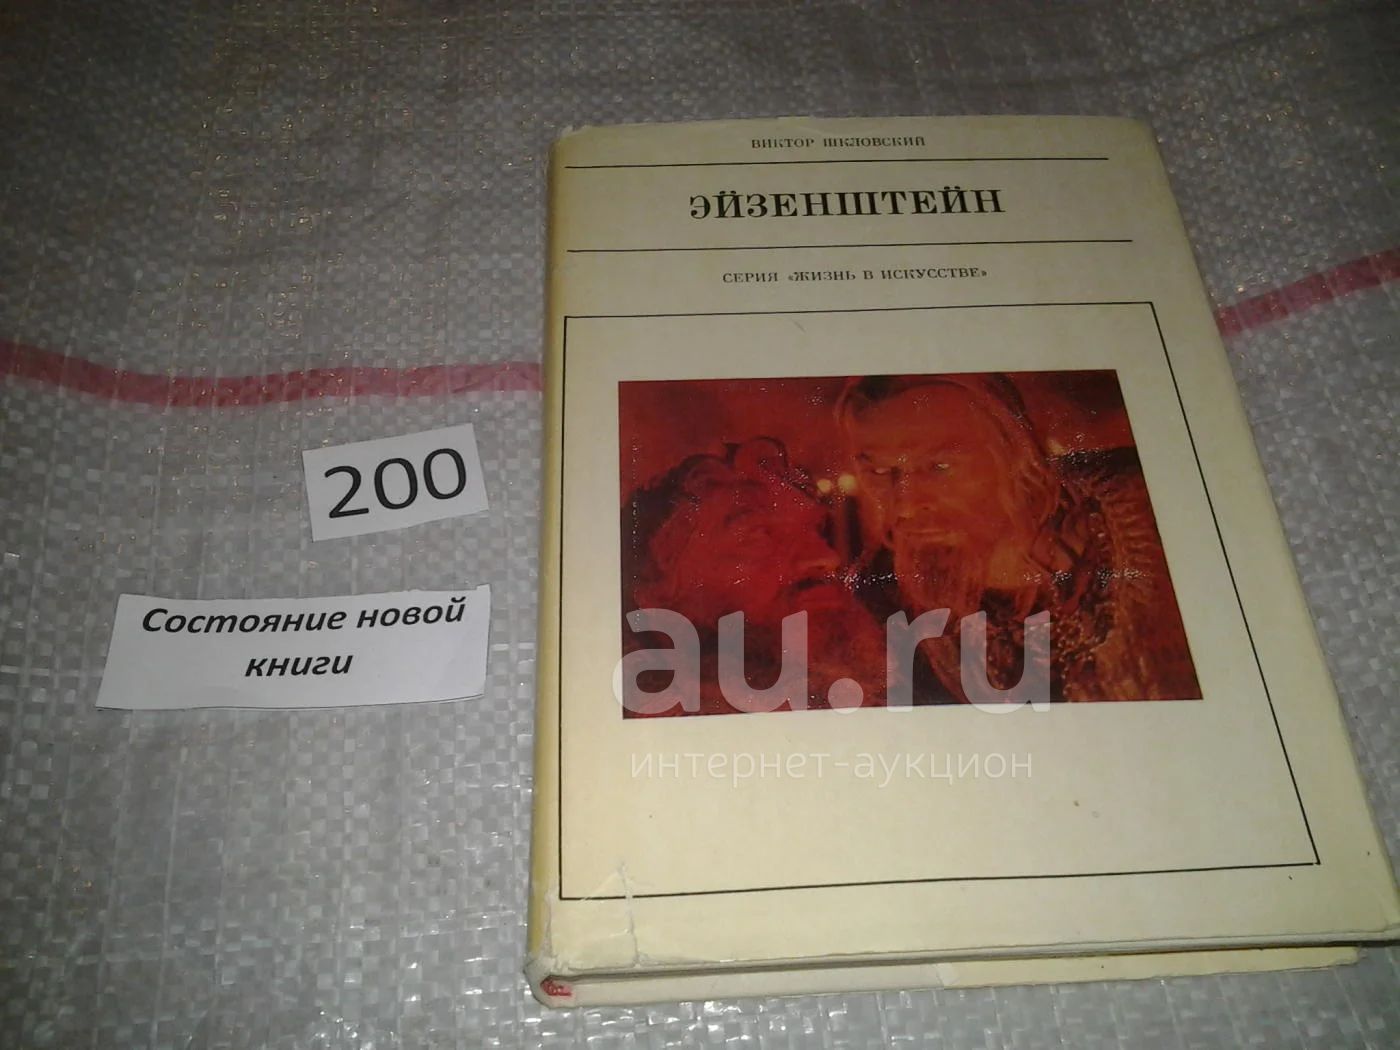 ВИКТОР ШКЛОВСКИЙ
ЭЙЗЕНШТЕЙН
СЕРИЯ «ЖИЗНЬ В ИСКУССТВЕ»
200
Состояние новой
книги
au.ru
интернет-аукцион